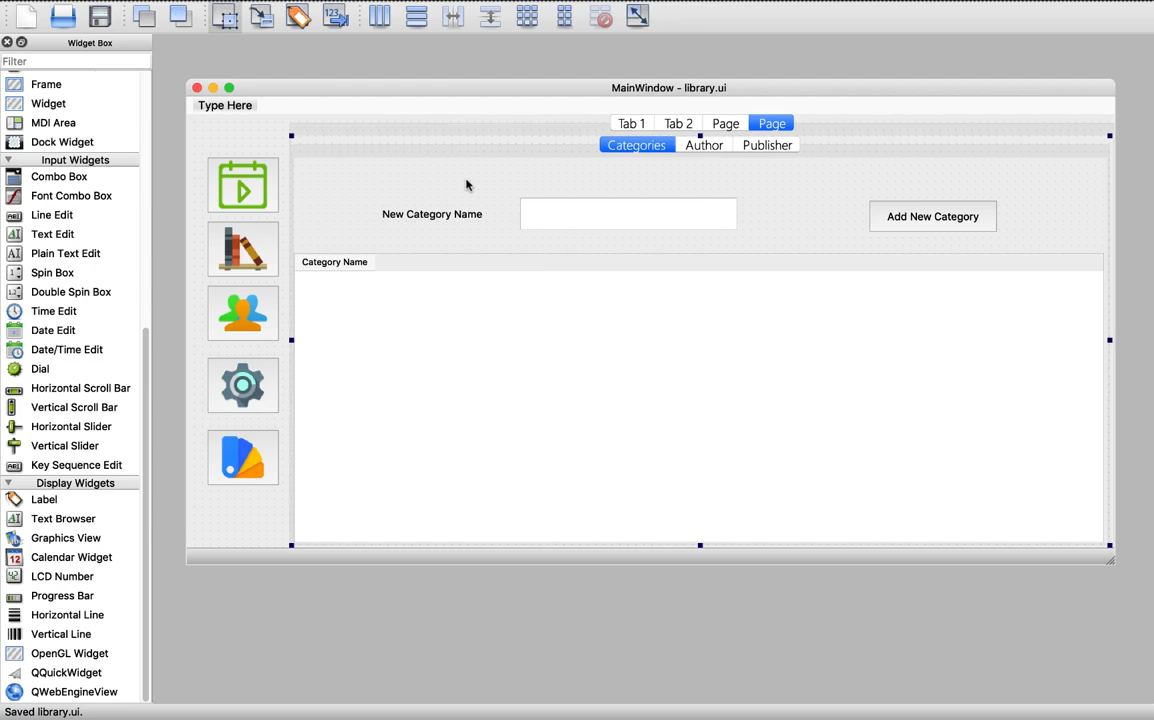 123
Widget Box
Filter
Frame
Widget
MDI Area
Dock Widget
Input Widgets
Combo Box
Font Combo Box
Line Edit
Text Edit
Plain Text Edit
Spin Box
Double Spin Box
Time Edit
Date Edit
Date/Time Edit
Dial
Horizontal Scroll Bar
Vertical Scroll Bar
Horizontal Slider
Vertical Slider
Key Sequence Edit
Display Widgets
Label
Text Browser
Graphics View
Calendar Widget
LCD Number
Progress Bar
Horizontal Line
Vertical Line
OpenGL Widget
QQuickWidget
QWebEngineView
MainWindow - library.ui
Type Here
Tab 1 Tab 2 Page Page
Categories Author Publisher
New Category Name
Add New Category
Category Name
Saved library.ui.